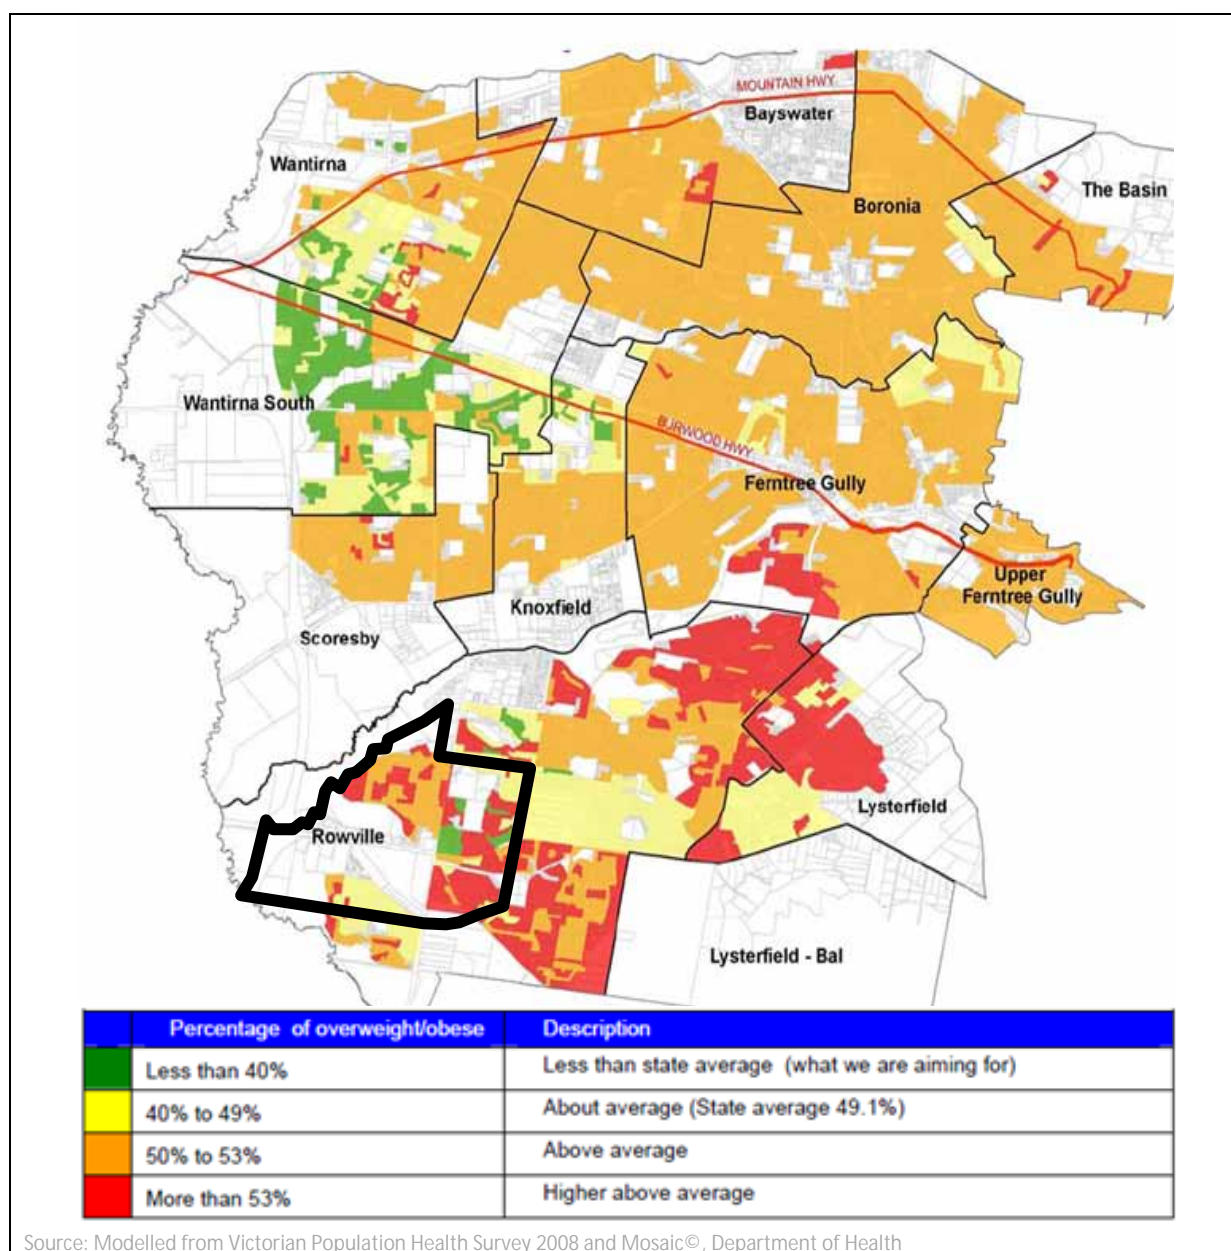 MOUNTAIN HWY
Bayswater
Wantirna
The Basin
Boronia
Wantirna South
BURWOOD HWY
Ferntree Gully
Upper
Ferntree Gully
Knoxfield
Scoresby
Lysterfield
Rowville
Lysterfield - Bal
Percentage of overweight/obese Description
Less than 40% Less than state average (what we are aiming for)
40% to 49% About average (State average 49.1%)
50% to 53% Above average
More than 53% Higher above average
Source: Modelled from Victorian Population Health Survey 2008 and Mosaic©, Department of Health